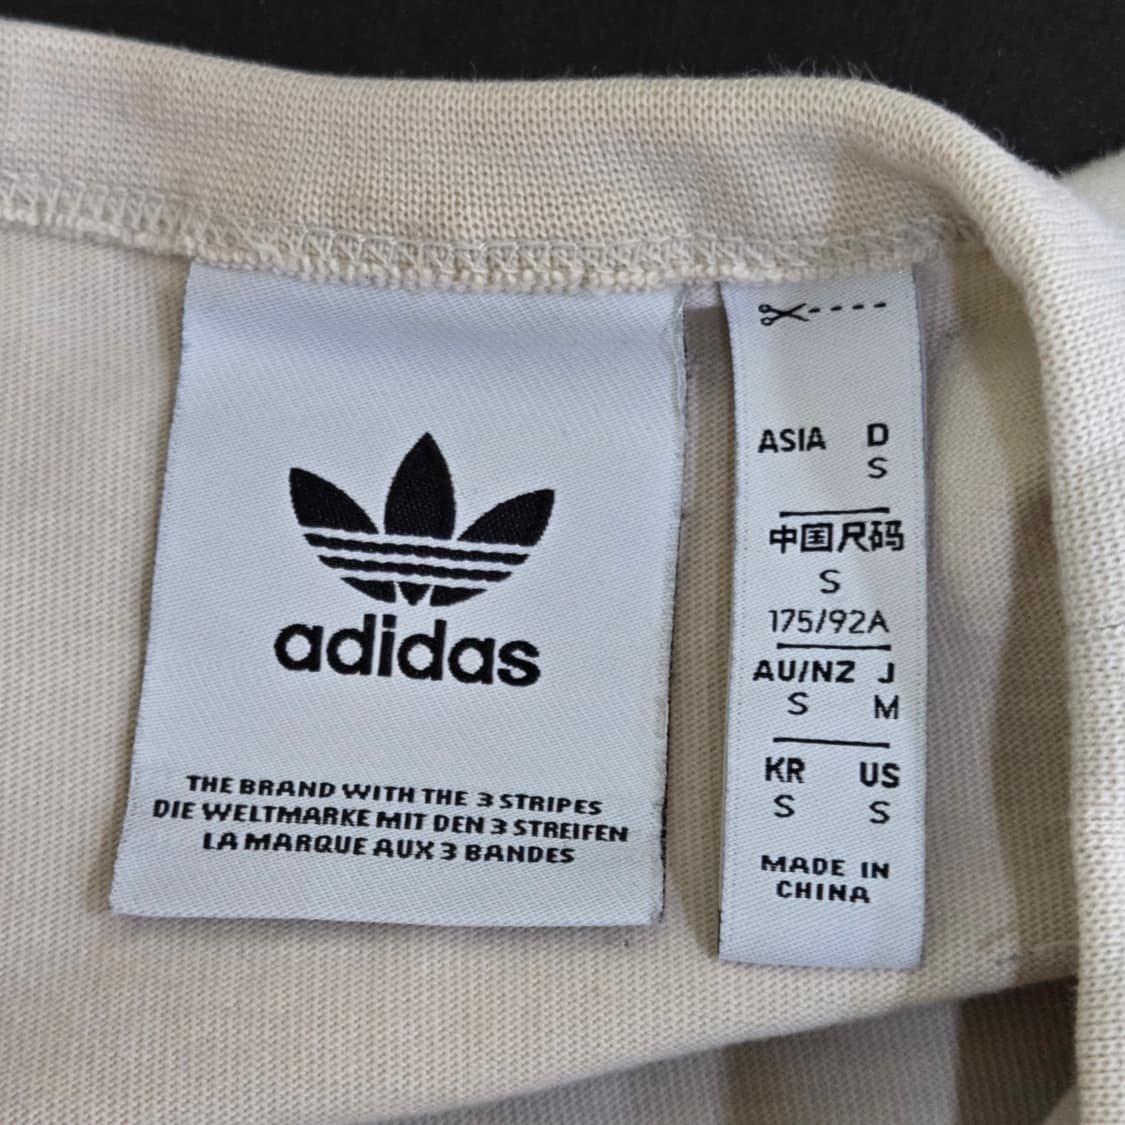 adidas
THE BRAND WITH THE 3 STRIPES
DIE WELTMARKE MIT DEN 3 STREIFEN
LA MARQUE AUX 3 BANDES
ASIA D
S
中国尺码
S
175/92A
AU/NZ J
S M
KR US
S S
MADE IN
CHINA